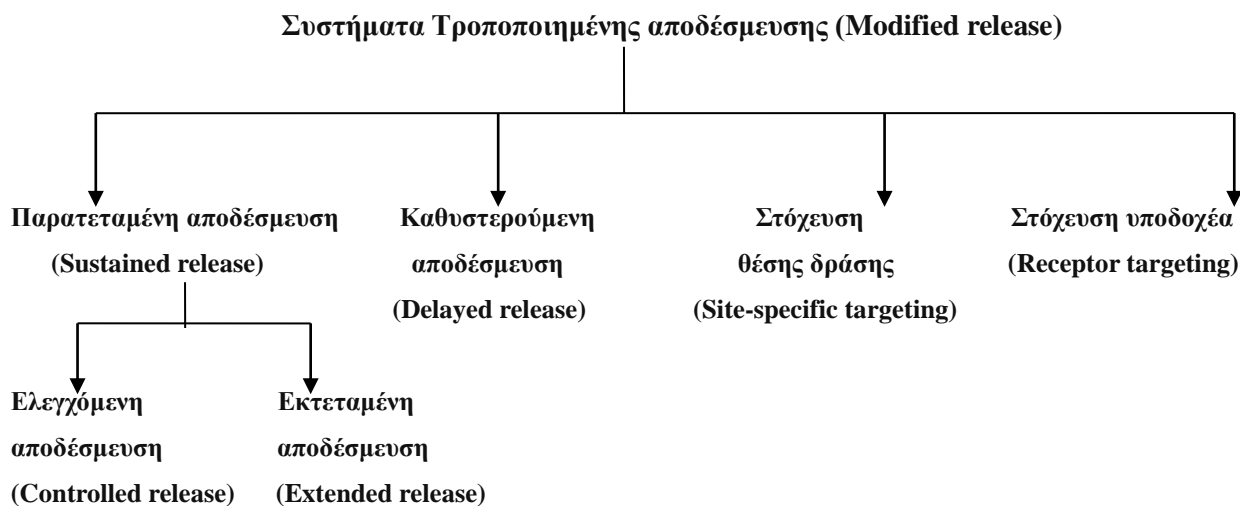 Συστήματα Τροποποιημένης αποδέσμευσης (Modified release)
Παρατεταμένη αποδέσμευση
(Sustained release)
Καθυστερούμενη
αποδέσμευση
(Delayed release)
Στόχευση
θέσης δράσης
(Site-specific targeting)
Στόχευση υποδοχέα
(Receptor targeting)
Ελεγχόμενη
αποδέσμευση
(Controlled release)
Εκτεταμένη
αποδέσμευση
(Extended release)